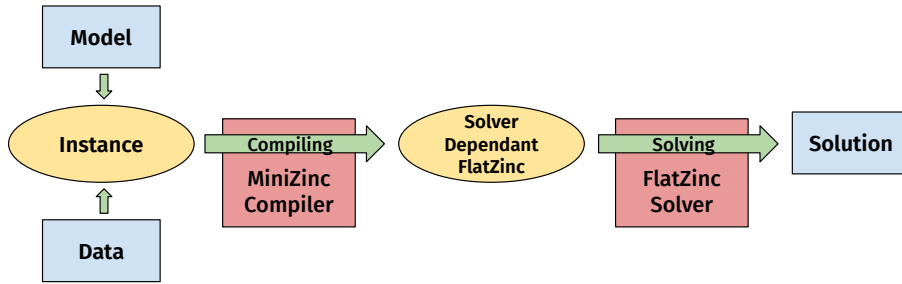 Model
Instance
Data
Compiling
MiniZinc
Compiler
Solver
Dependant
FlatZinc
Solving
FlatZinc
Solver
Solution